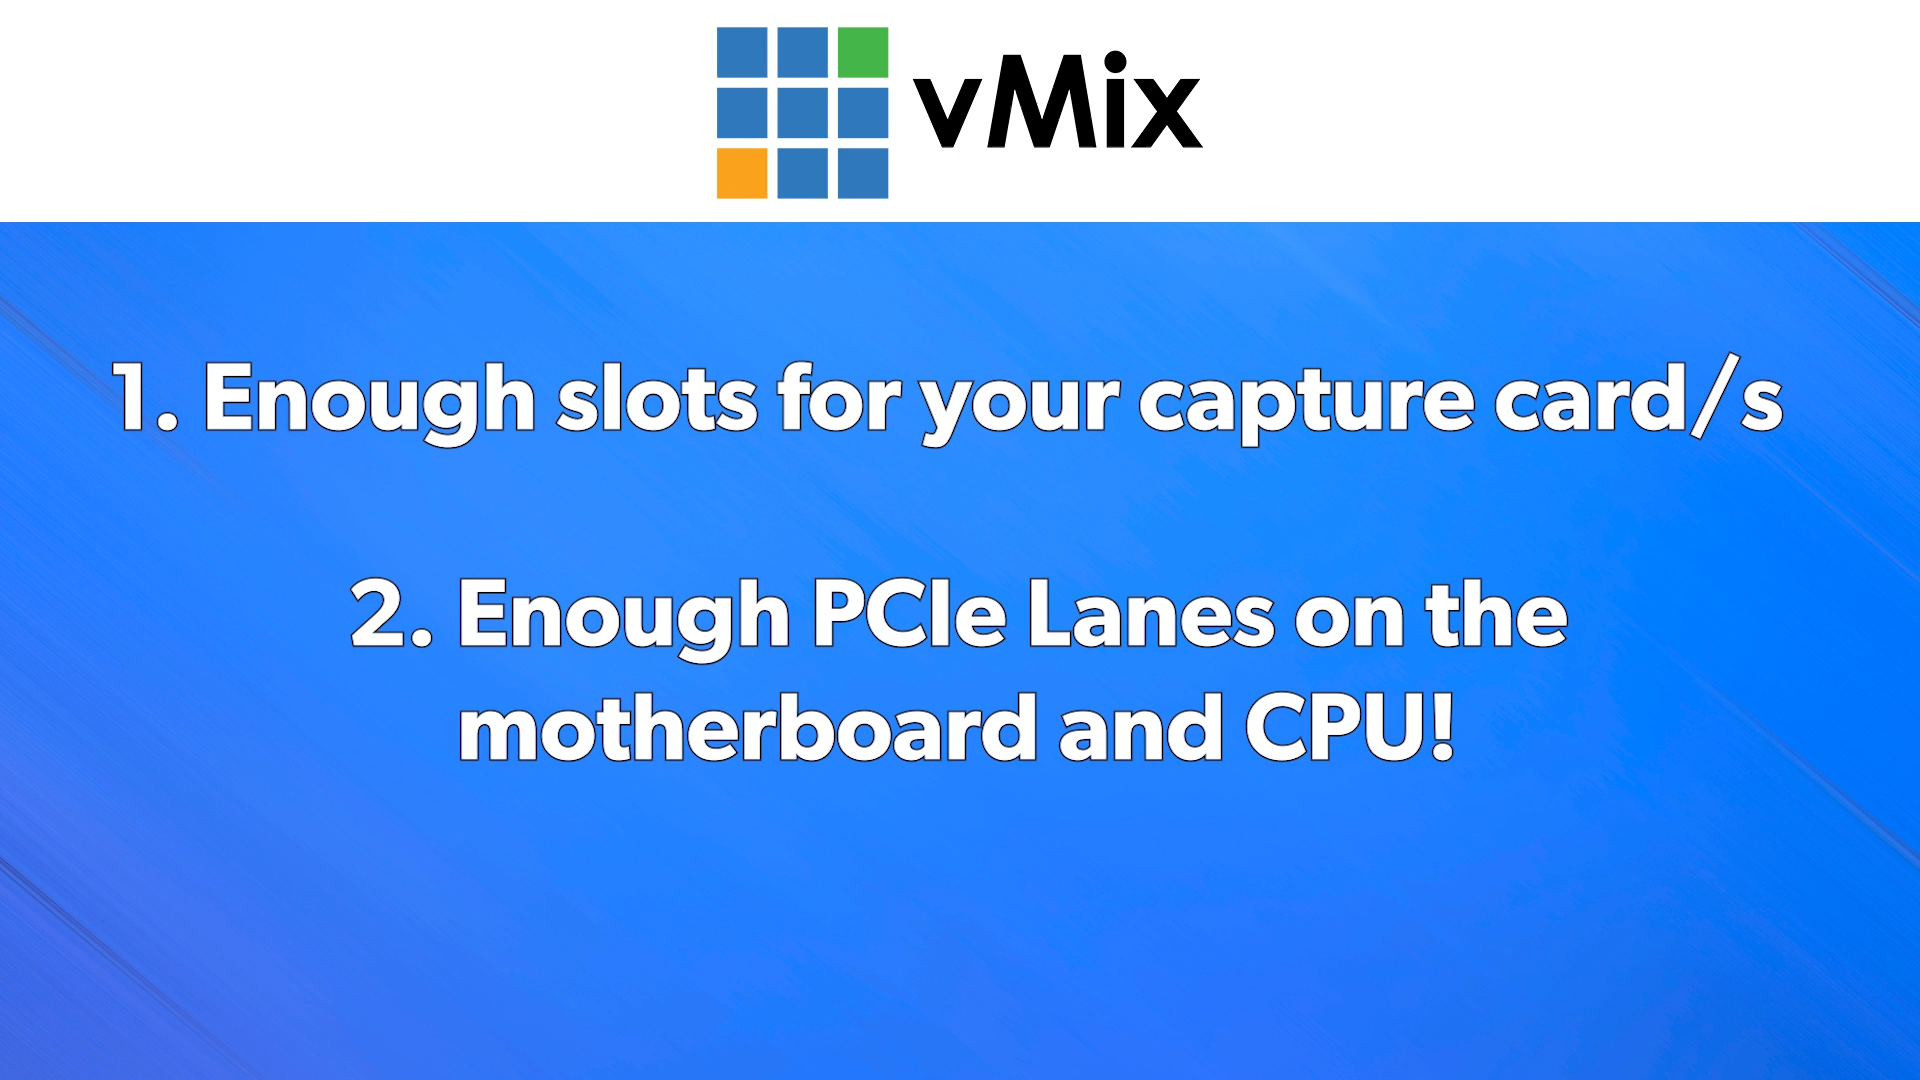 vMix
1. Enough slots for your capture card/s
2. Enough PCIe Lanes on the
motherboard and CPU!